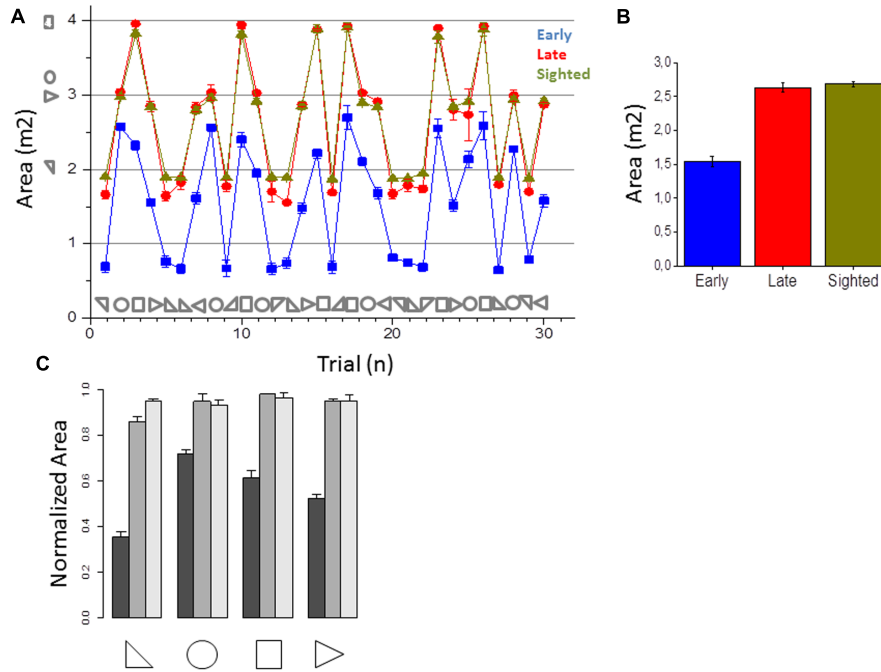 A
Area (m2)
4
3
2
1
0
Early
Late
Sighted
0 10 20 30
Trial (n)
B
Area (m2)
3,0
2,5
2,0
1,5
1,0
0,5
0,0
Early Late Sighted
C
Normalized Area
1.0
0.8
0.6
0.4
0.2
0.0